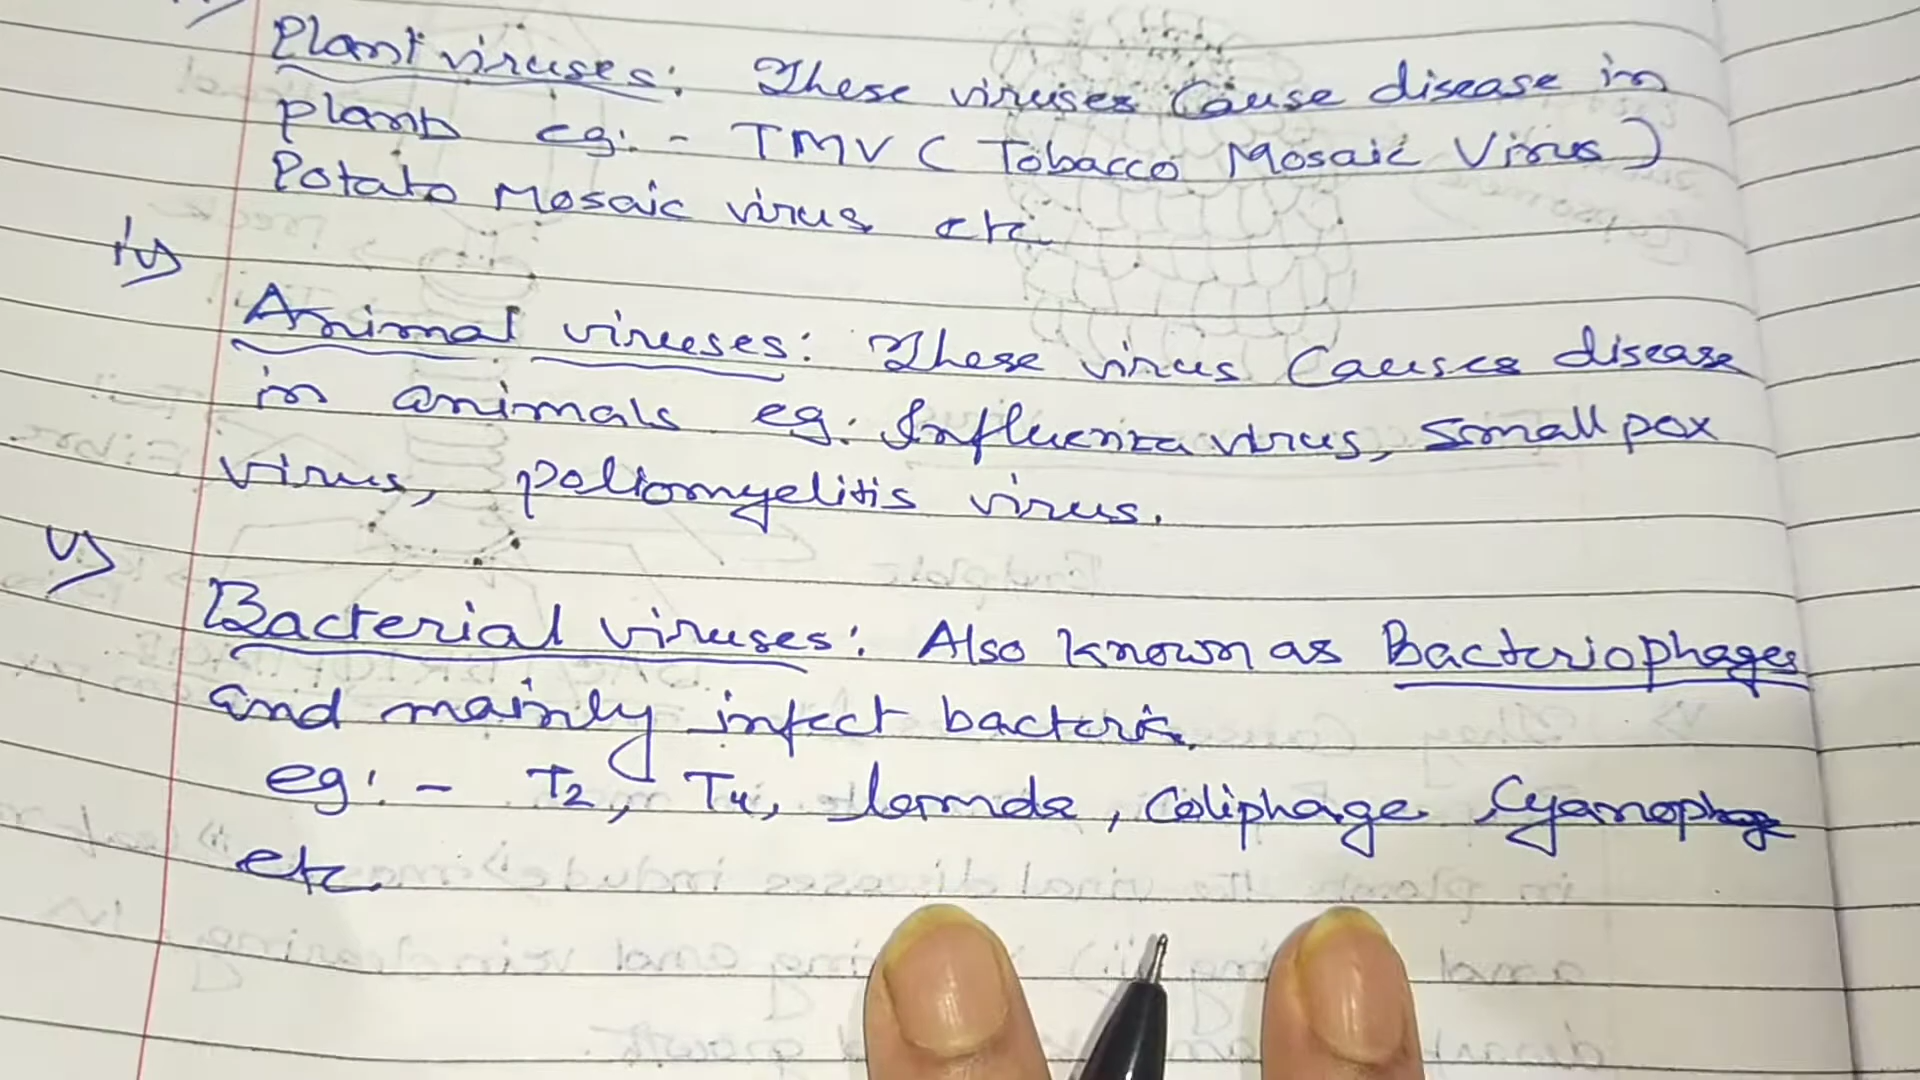 Plant viruses: These viruses Cause disease in
plants eg: - TMV ( Tobacco Mosaic Virus )
Potato Mosaic virus etc.
iv)
Animal viruses: These virus Causes disease
in animals eg. Influenza virus, small pox
virus, poliomyelitis virus.
v)
Bacterial viruses: Also known as Bacteriophages
and mainly infect bacteria.
eg: - T2, T4, lamda, Coliphage, Cyanophage
etc.